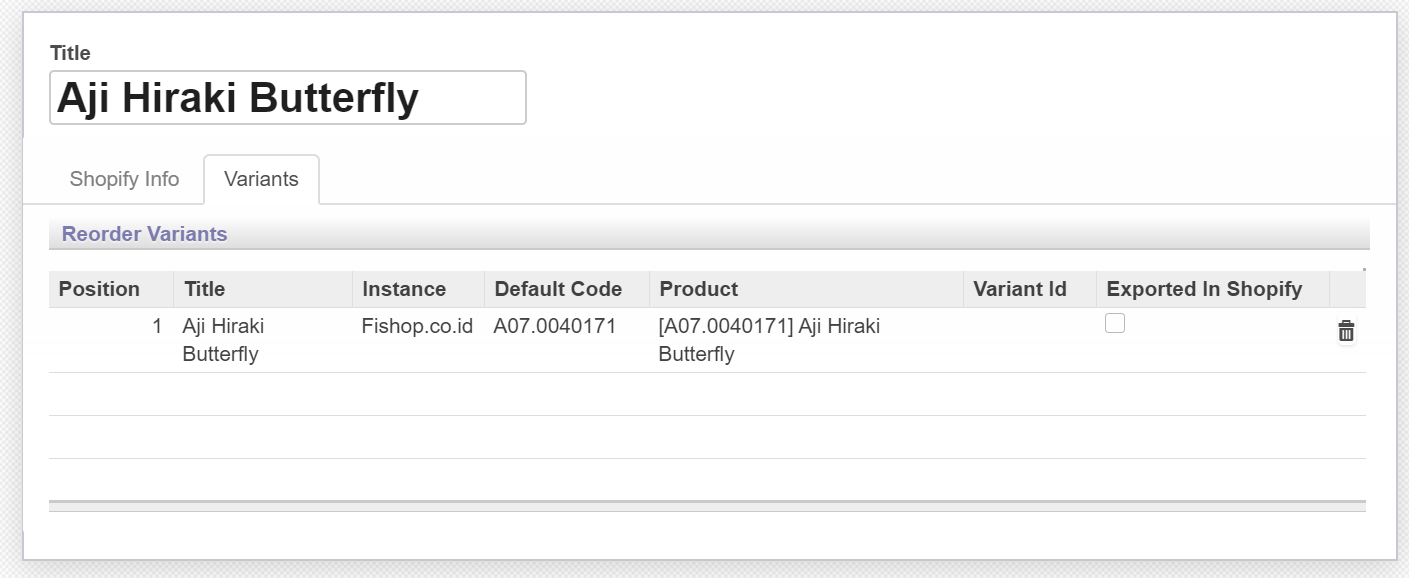 Title
Aji Hiraki Butterfly
Shopify Info Variants
Reorder Variants
Position Title Instance Default Code Product Variant Id Exported In Shopify
1 Aji Hiraki Fishop.co.id A07.0040171 [A07.0040171] Aji Hiraki
Butterfly Butterfly